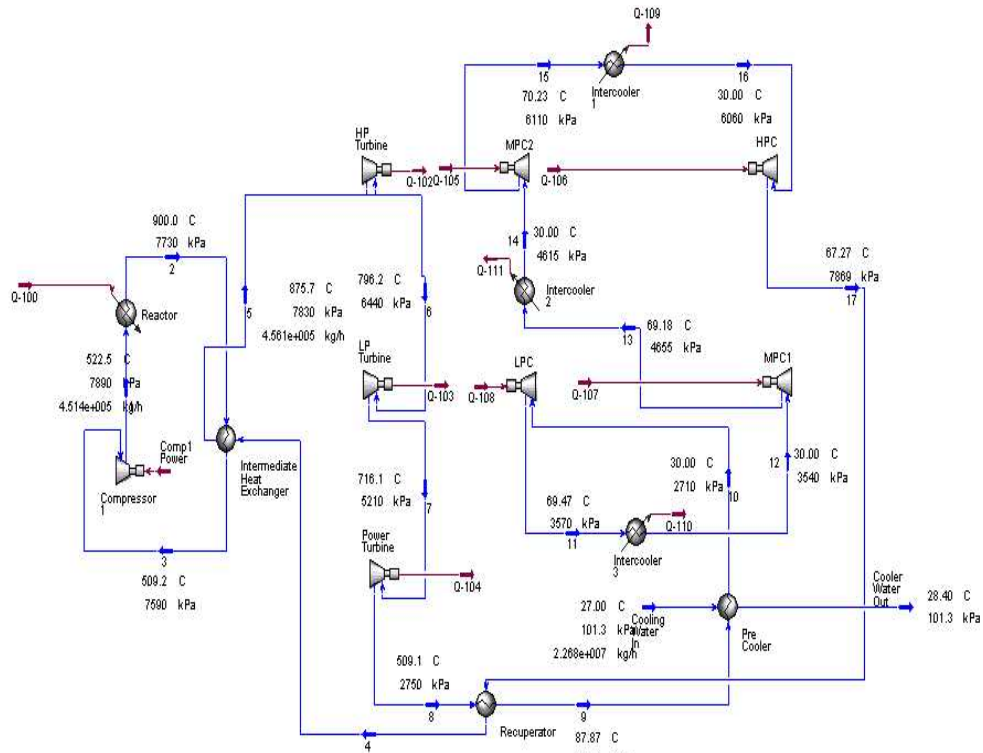 Q-109
15
16
70.23 C
6110 kPa
Intercooler
1
30.00 C
6060 kPa
HP
Turbine
MPC2
HPC
Q-102
Q-105
Q-106
900.0 C
7730 kPa
2
14
30.00 C
4615 kPa
67.27 C
7869 kPa
17
Q-100
Reactor
5
875.7 C
7830 kPa
4.561e+005 kg/h
796.2 C
6440 kPa
6
Q-111
Intercooler
2
13
69.18 C
4655 kPa
522.5 C
7890 kPa
4.514e+005 kg/h
1
LP
Turbine
LPC
MPC1
Q-103
Q-108
Q-107
Comp1
Power
Compressor
1
Intermediate
Heat
Exchanger
716.1 C
5210 kPa
7
30.00 C
2710 kPa
10
12
30.00 C
3540 kPa
69.47 C
3570 kPa
11
Q-110
Intercooler
3
3
509.2 C
7590 kPa
Power
Turbine
Q-104
27.00 C
101.3 kPa
2.268e+007 kg/h
Cooling
Water
In
Pre
Cooler
Cooler
Water
Out
28.40 C
101.3 kPa
509.1 C
2750 kPa
8
9
4
Recuperator
87.87 C